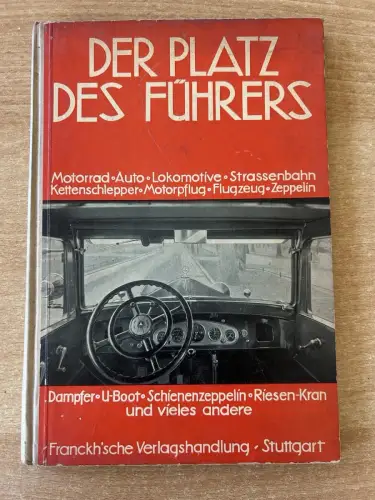 DER PLATZ
DES FÜHRERS
Motorrad•Auto•Lokomotive•Strassenbahn
Kettenschlepper•Motorpflug•Flugzeug•Zeppelin
Dampfer•U-Boot•Schienenzeppelin•Riesen-Kran
und vieles andere
Franckh'sche Verlagshandlung•Stuttgart